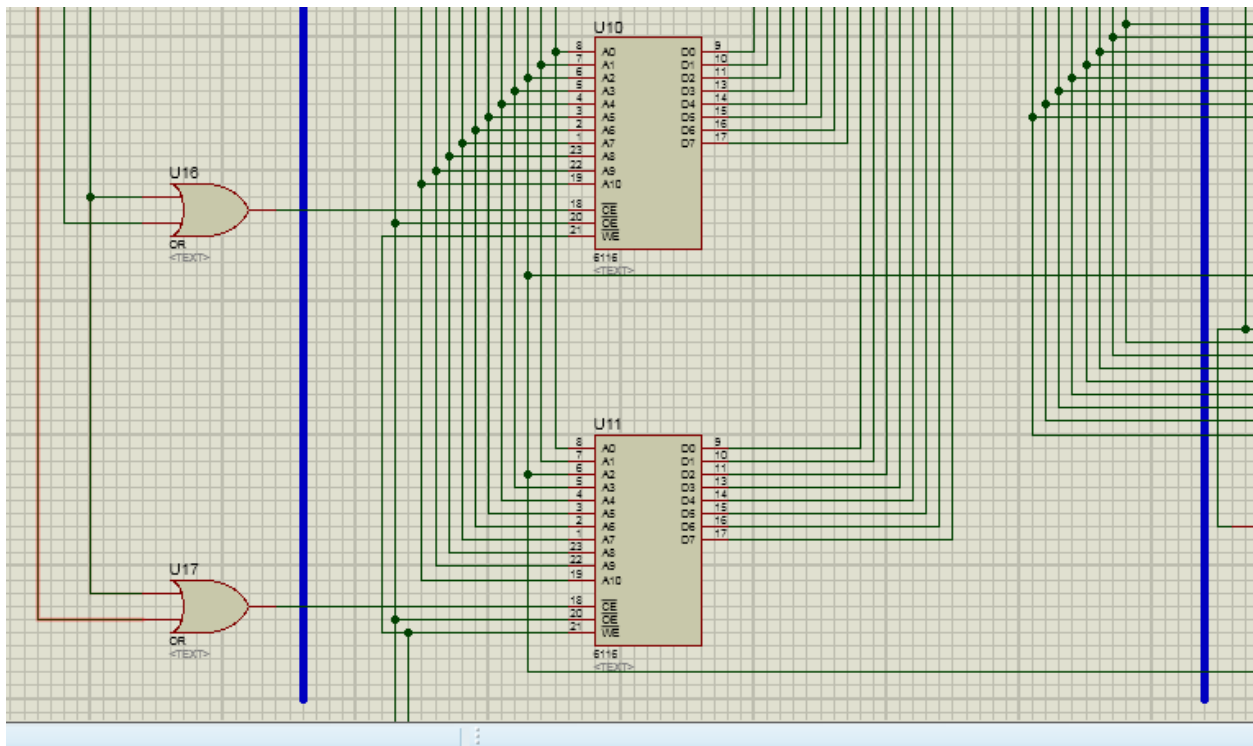 U10
8 A0 D0 9
7 A1 D1 10
6 A2 D2 11
5 A3 D3 13
4 A4 D4 14
3 A5 D5 15
2 A6 D6 16
1 A7 D7 17
23 A8
22 A9
19 A10
18 CE
20 OE
21 WE
6116
<TEXT>
U16
OR
<TEXT>
U11
8 A0 D0 9
7 A1 D1 10
6 A2 D2 11
5 A3 D3 13
4 A4 D4 14
3 A5 D5 15
2 A6 D6 16
1 A7 D7 17
23 A8
22 A9
19 A10
18 CE
20 OE
21 WE
6116
<TEXT>
U17
OR
<TEXT>